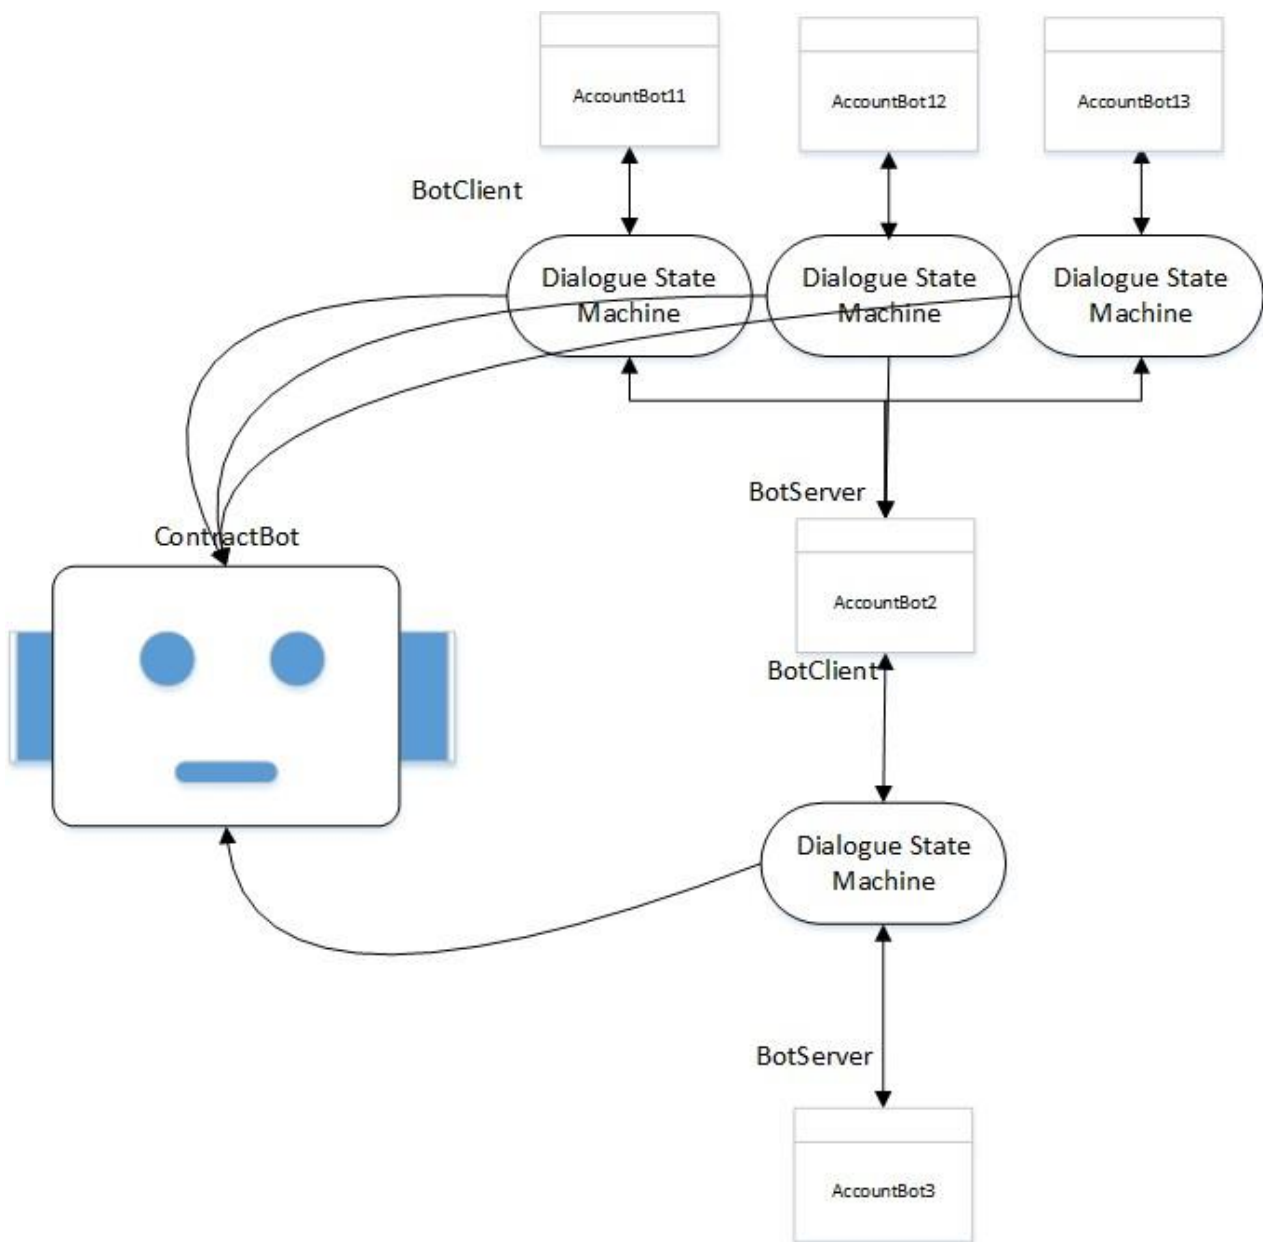 AccountBot11
AccountBot12
AccountBot13
BotClient
Dialogue State
Machine
Dialogue State
Machine
Dialogue State
Machine
BotServer
ContractBot
AccountBot2
BotClient
Dialogue State
Machine
BotServer
AccountBot3